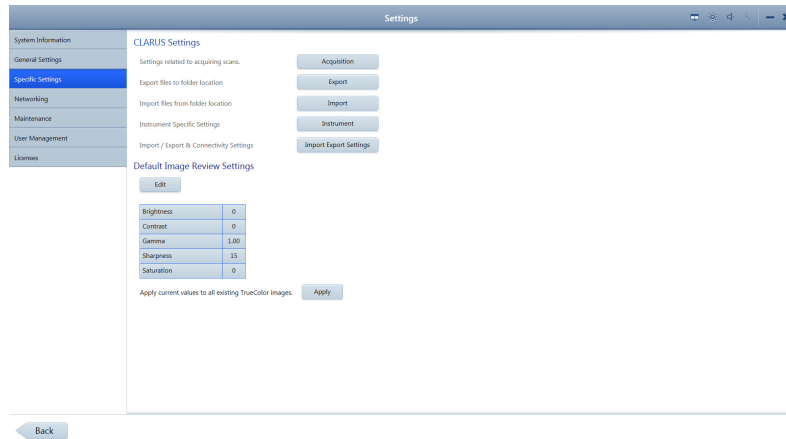 Settings
System Information
General Settings
Specific Settings
Networking
Maintenance
User Management
Licenses
CLARUS Settings
Settings related to acquiring scans. Acquisition
Export files to folder location Export
Import files from folder location Import
Instrument Specific Settings Instrument
Import / Export & Connectivity Settings Import Export Settings
Default Image Review Settings
Edit
Brightness 0
Contrast 0
Gamma 1.00
Sharpness 15
Saturation 0
Apply current values to all existing TrueColor images. Apply
Back